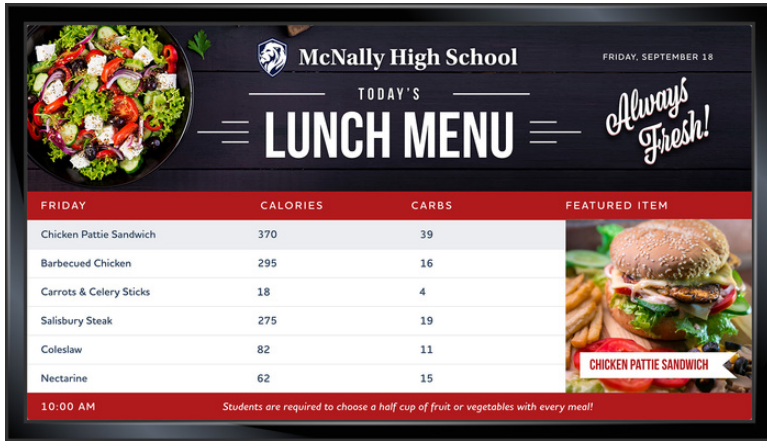 McNally High School
FRIDAY, SEPTEMBER 18
TODAY'S
LUNCH MENU
Always
Fresh!
FRIDAY CALORIES CARBS FEATURED ITEM
Chicken Pattie Sandwich 370 39
Barbecued Chicken 295 16
Carrots & Celery Sticks 18 4
Salisbury Steak 275 19
Coleslaw 82 11
CHICKEN PATTIE SANDWICH
Nectarine 62 15
10:00 AM Students are required to choose a half cup of fruit or vegetables with every meal!